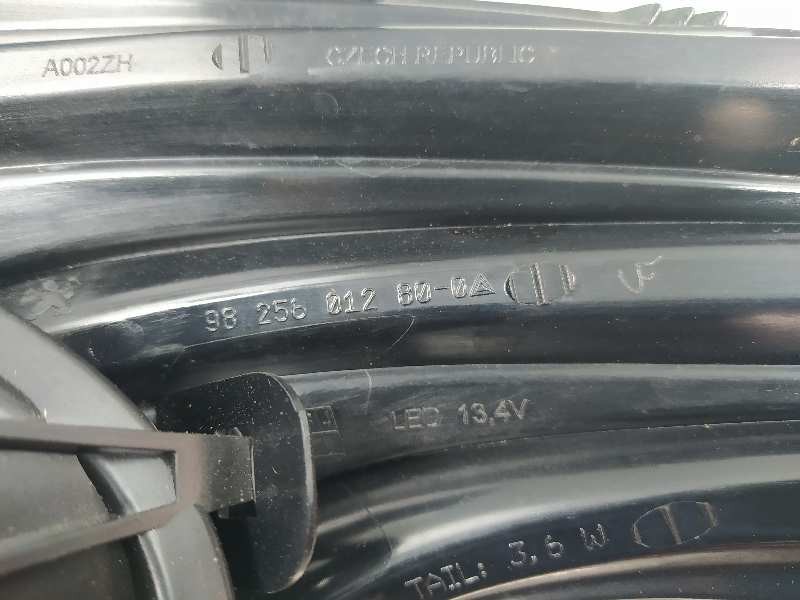 A002ZH CZECH REPUBLIC
98 256 012 80-0
LED 13,4V
TAIL: 3,6 W